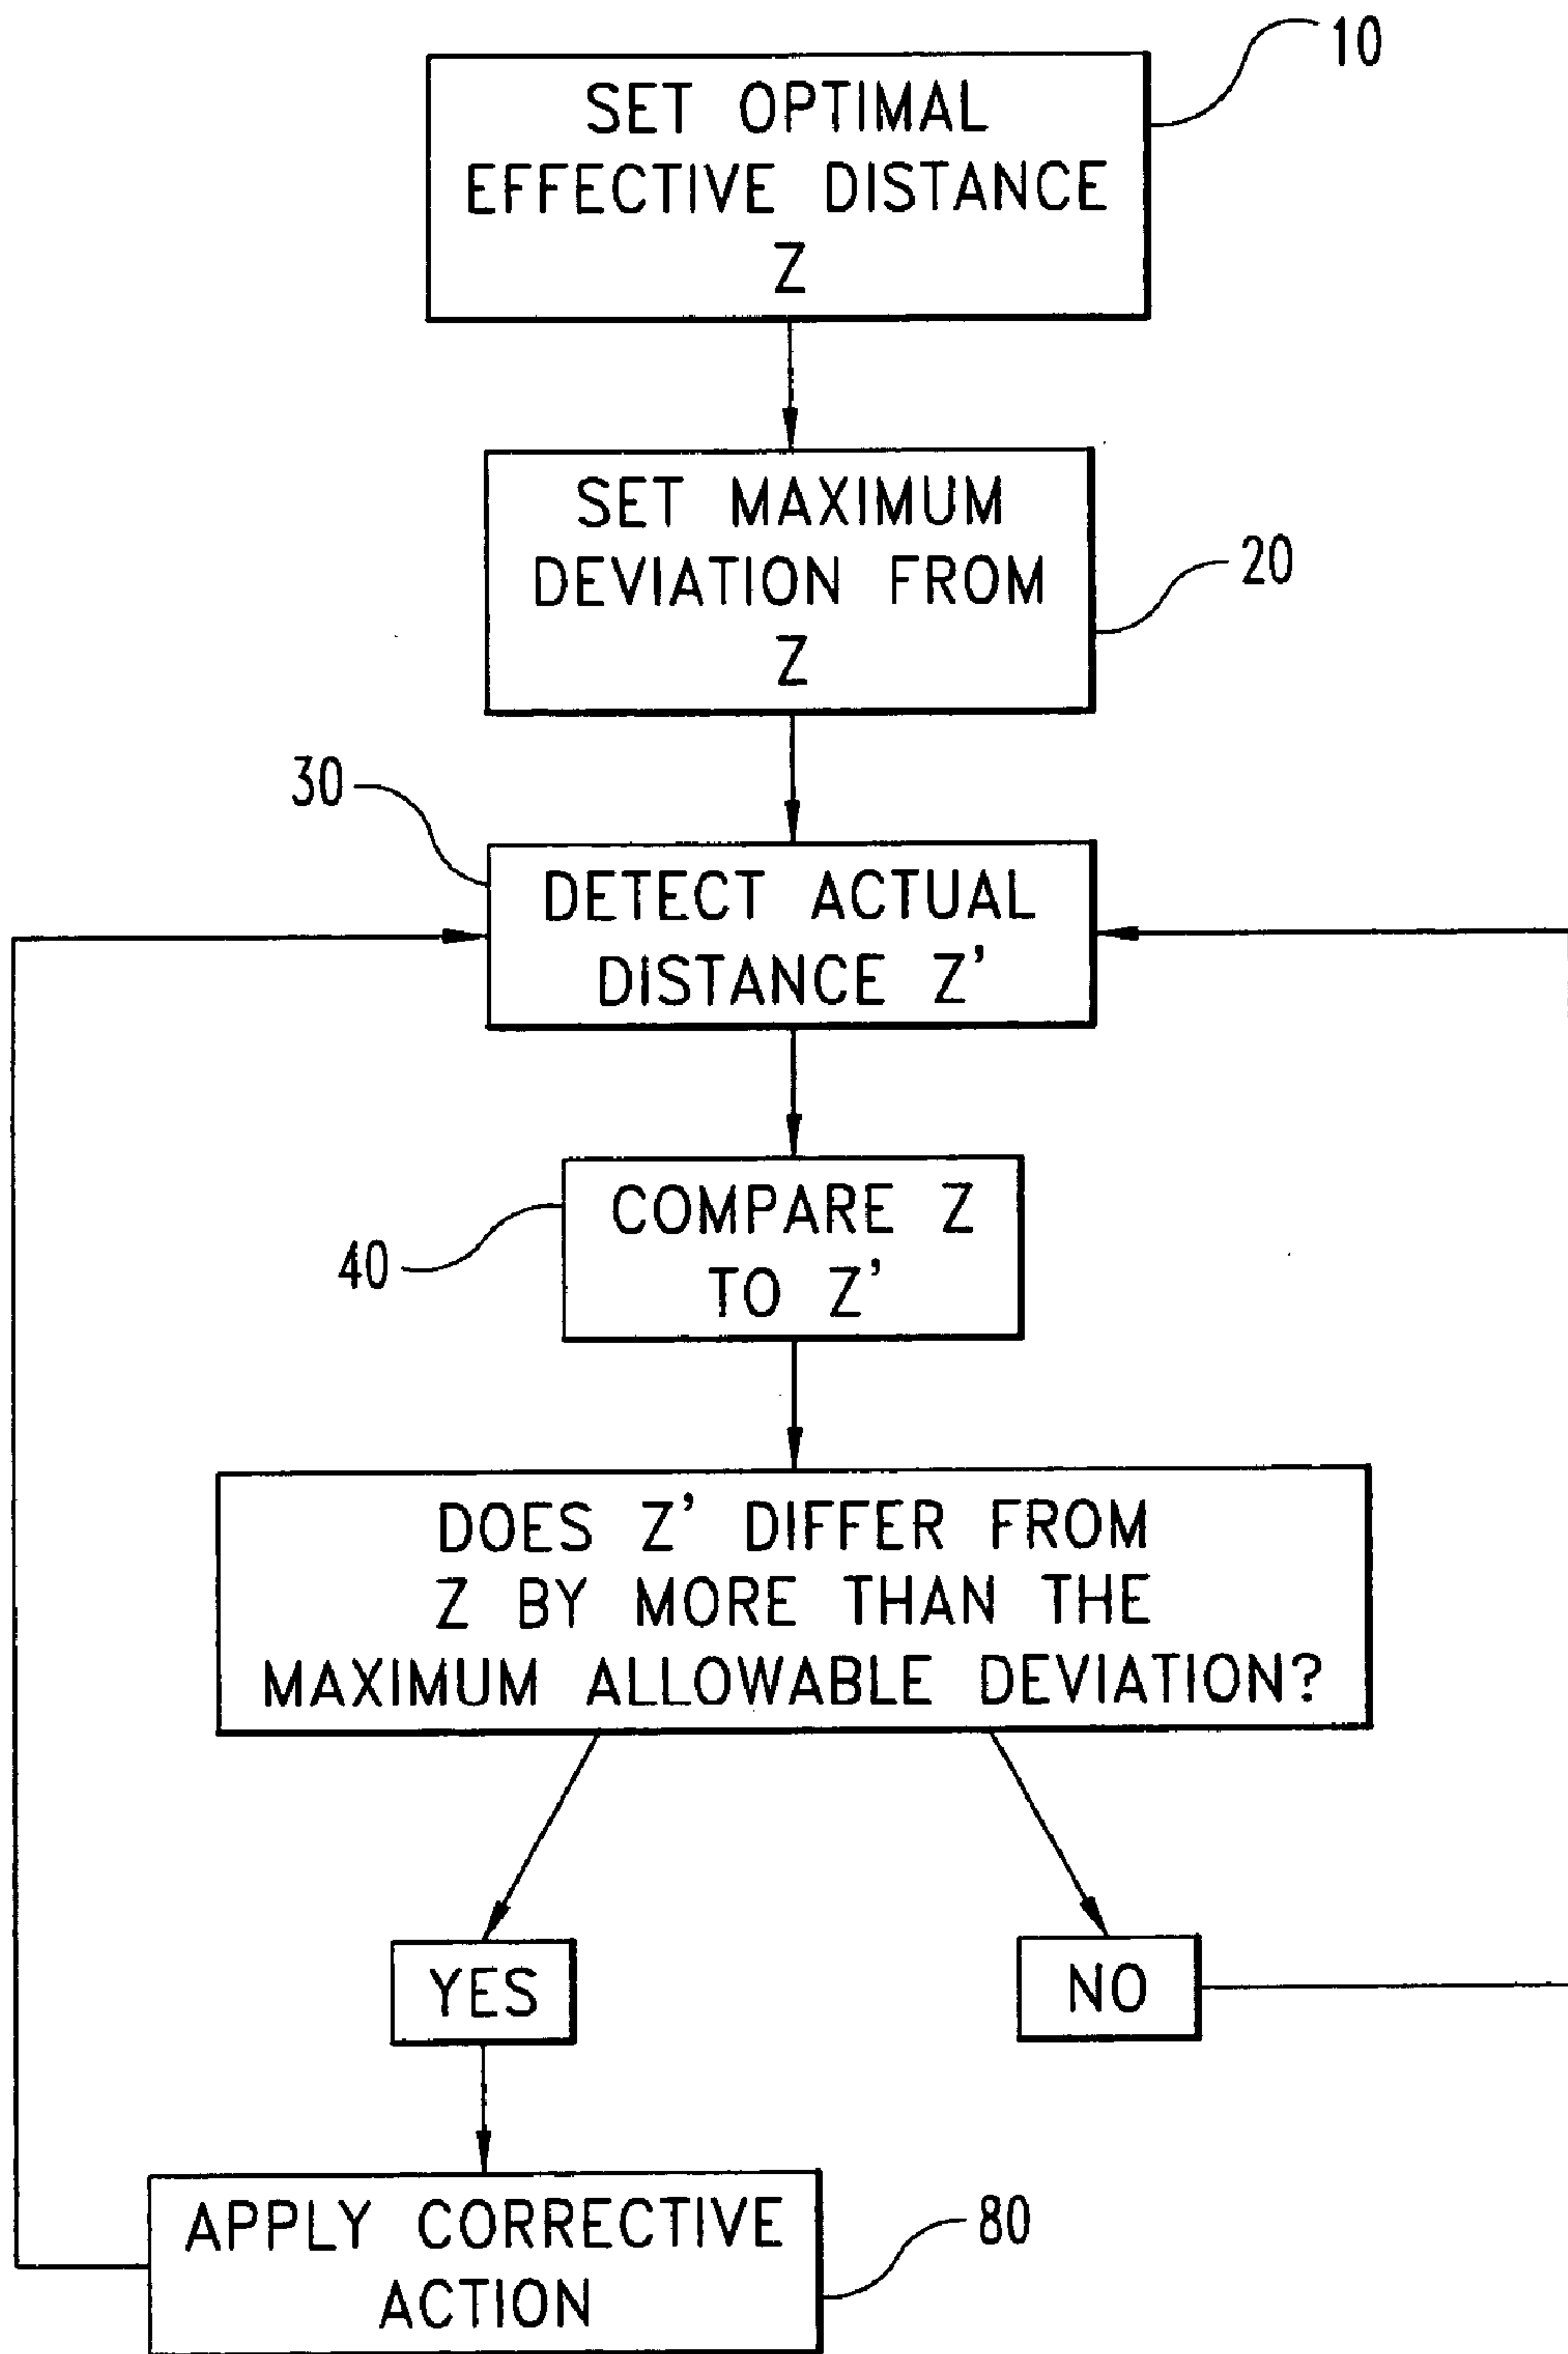 10
SET OPTIMAL
EFFECTIVE DISTANCE
Z
SET MAXIMUM
DEVIATION FROM
Z
20
30
DETECT ACTUAL
DISTANCE Z'
COMPARE Z
TO Z'
40
DOES Z' DIFFER FROM
Z BY MORE THAN THE
MAXIMUM ALLOWABLE DEVIATION?
YES
NO
APPLY CORRECTIVE
ACTION
80